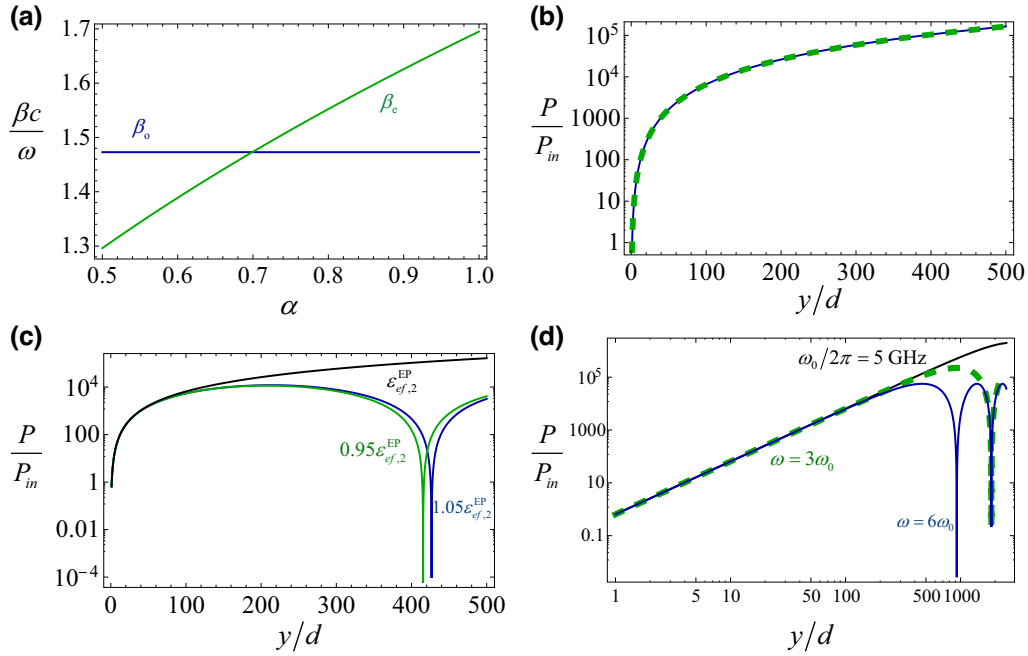 (a)
1.7
1.6
1.5
1.4
1.3
βc
ω
β_o
β_e
0.5 0.6 0.7 0.8 0.9 1.0
α
(b)
10^5
10^4
1000
100
10
1
P
P_in
0 100 200 300 400 500
y/d
(c)
10^4
100
1
0.01
10^-4
P
P_in
ε_ef,2^EP
0.95ε_ef,2^EP
1.05ε_ef,2^EP
0 100 200 300 400 500
y/d
(d)
10^5
1000
10
0.1
P
P_in
ω_0/2π = 5 GHz
ω = 3ω_0
ω = 6ω_0
1 5 10 50 100 500 1000
y/d